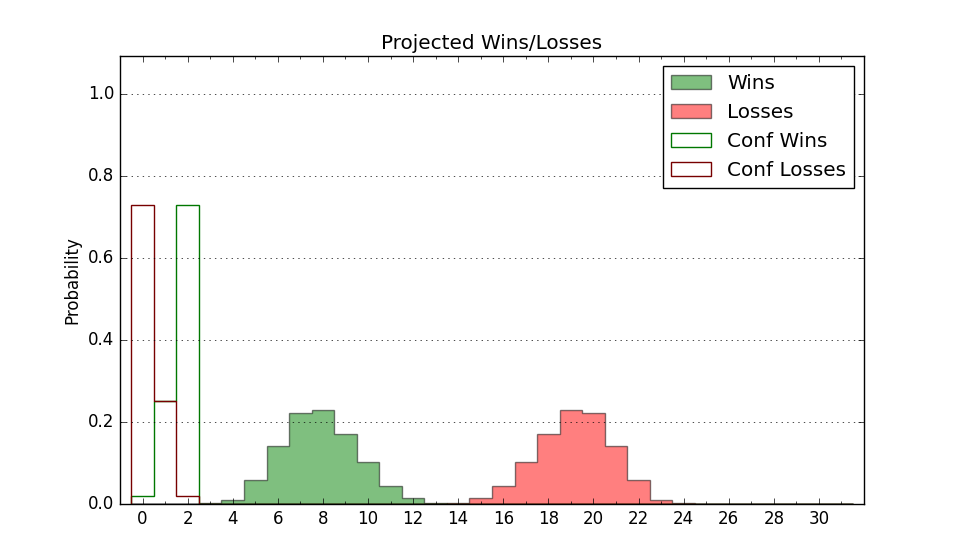 Projected Wins/Losses
Probability
1.0
0.8
0.6
0.4
0.2
0.0
0 2 4 6 8 10 12 14 16 18 20 22 24 26 28 30
Wins
Losses
Conf Wins
Conf Losses